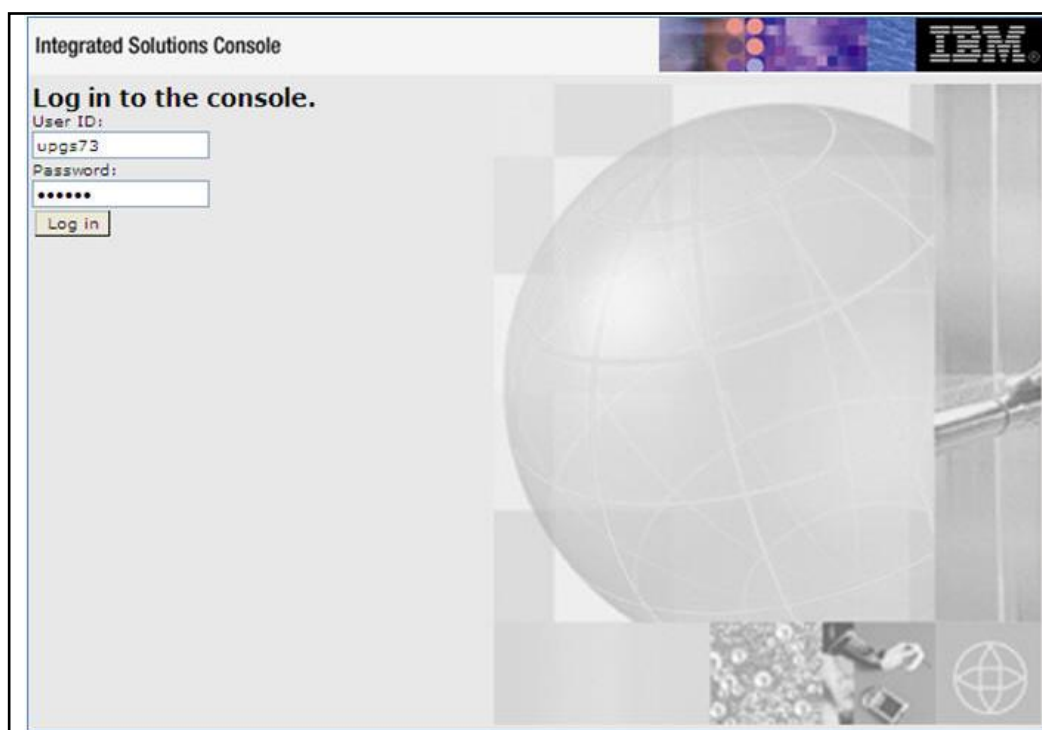 Integrated Solutions Console
IBM®
Log in to the console.
User ID:
upgs73
Password:
••••••
Log in